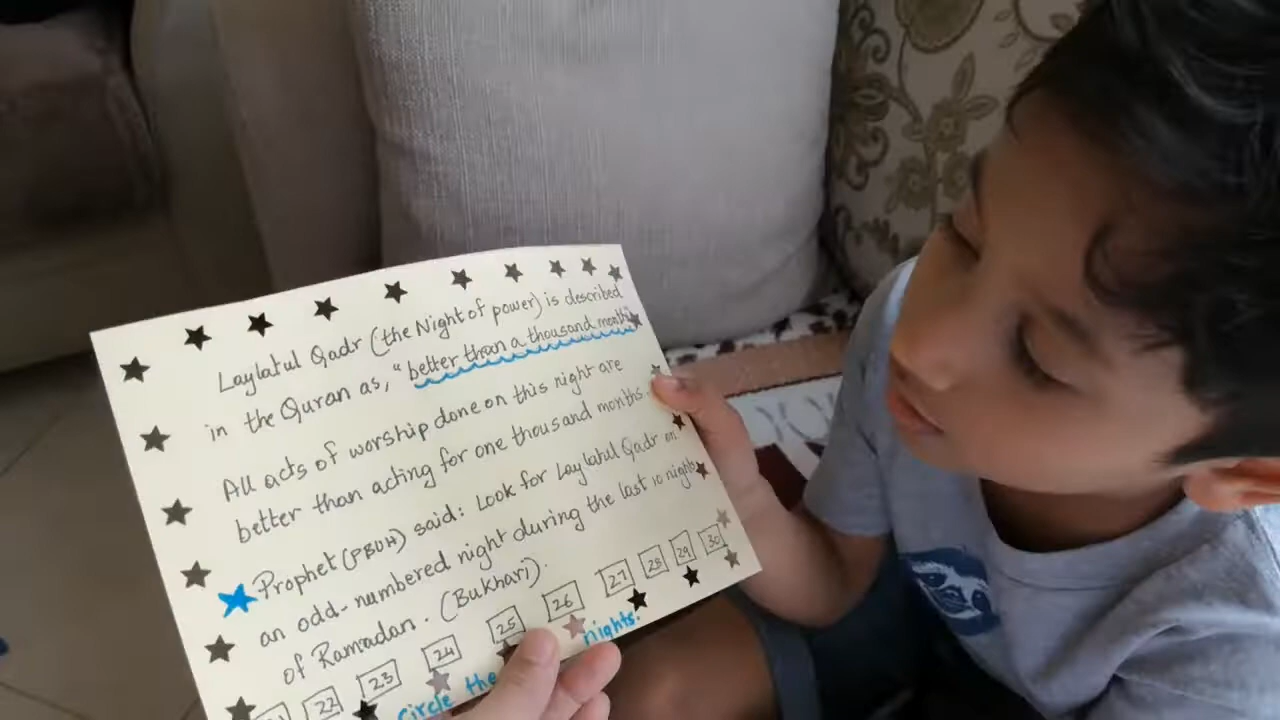 Laylatul Qadr (the Night of power) is described
in the Quran as, "better than a thousand months
All acts of worship done on this night are
better than acting for one thousand months.
Prophet (PBUH) said: Look for Laylatul Qadr on
an odd-numbered night during the last 10 nights
of Ramadan. (Bukhari).
22 23 24 25 26 27 28 29 30
Circle the nights.